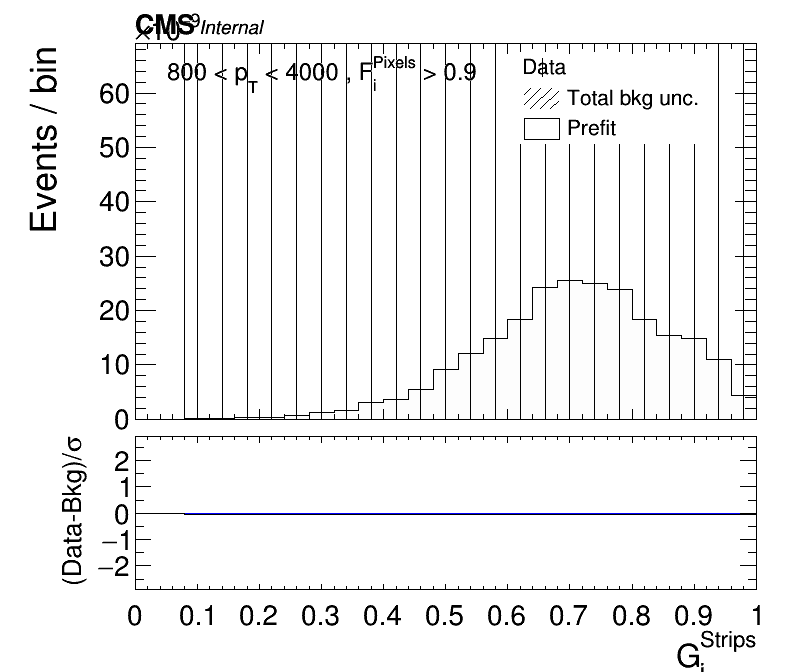 CMS Internal
×10⁹
800 < p_T < 4000 , F_i^Pixels > 0.9
Data
Total bkg unc.
Prefit
Events / bin
60
50
40
30
20
10
0
(Data-Bkg)/σ
2
1
0
−1
−2
0 0.1 0.2 0.3 0.4 0.5 0.6 0.7 0.8 0.9 1
G_i^Strips